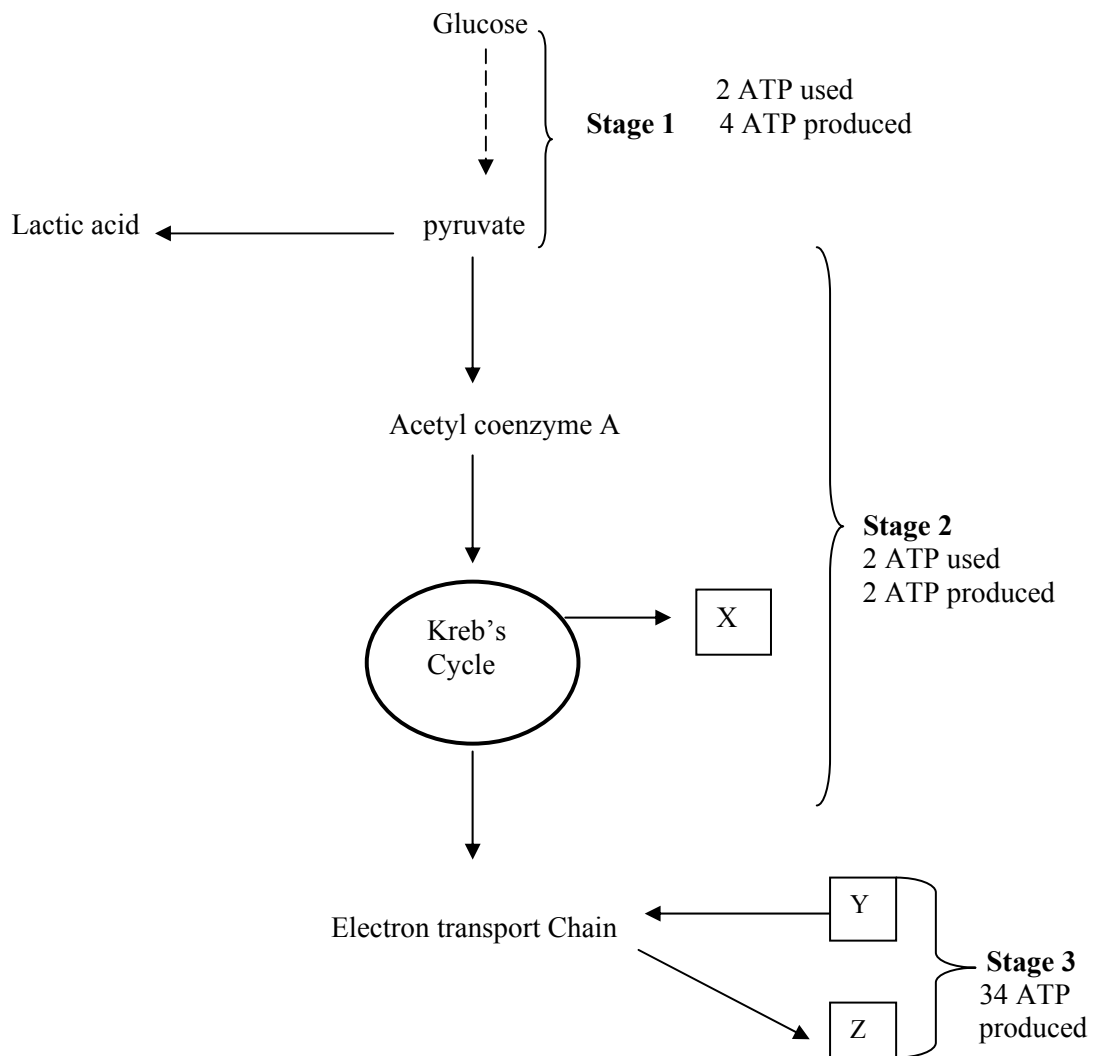 Glucose
2 ATP used
Stage 1 4 ATP produced
Lactic acid
pyruvate
Acetyl coenzyme A
Stage 2
2 ATP used
2 ATP produced
Kreb’s
Cycle
X
Electron transport Chain
Y
Stage 3
34 ATP
produced
Z